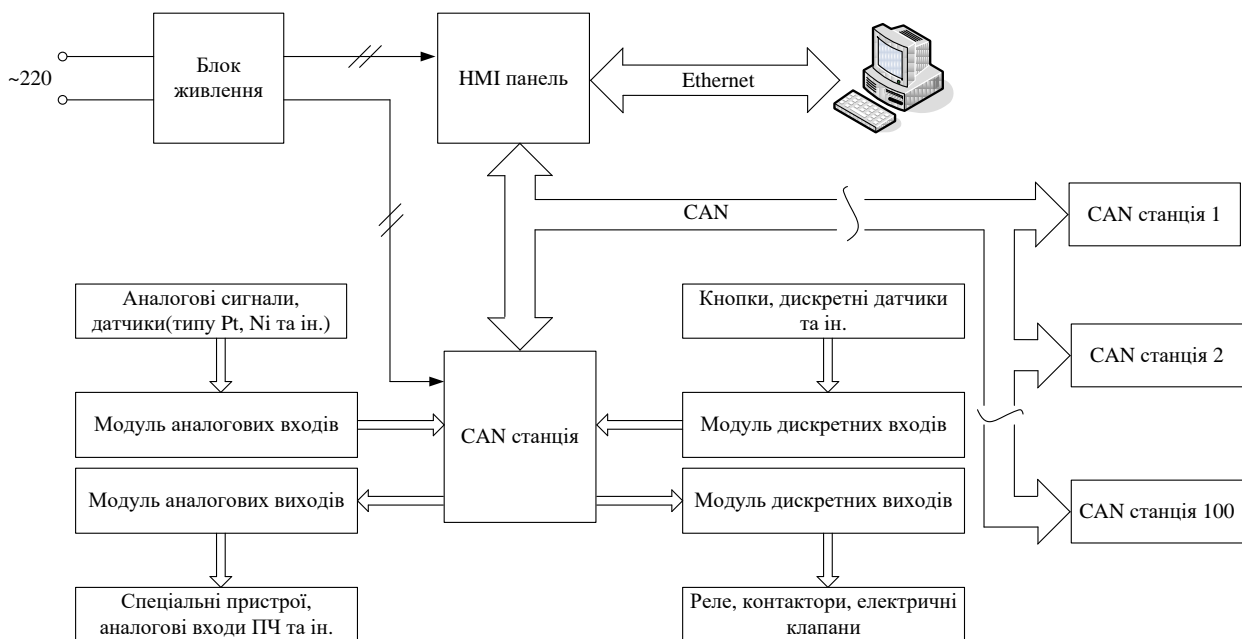 ~220
Блок
живлення
HMI панель
Ethernet
CAN
CAN станція 1
Аналогові сигнали,
датчики(типу Pt, Ni та ін.)
Кнопки, дискретні датчики
та ін.
CAN станція 2
Модуль аналогових входів
CAN станція
Модуль дискретних входів
Модуль аналогових виходів
Модуль дискретних виходів
CAN станція 100
Спеціальні пристрої,
аналогові входи ПЧ та ін.
Реле, контактори, електричні
клапани